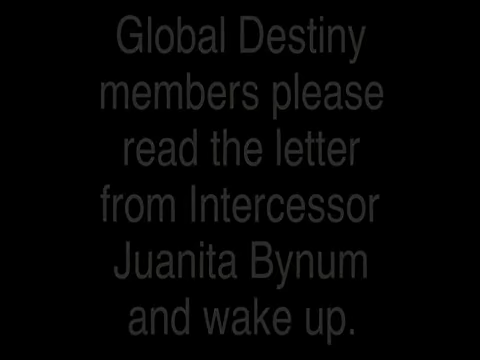 Global Destiny
members please
read the letter
from Intercessor
Juanita Bynum
and wake up.